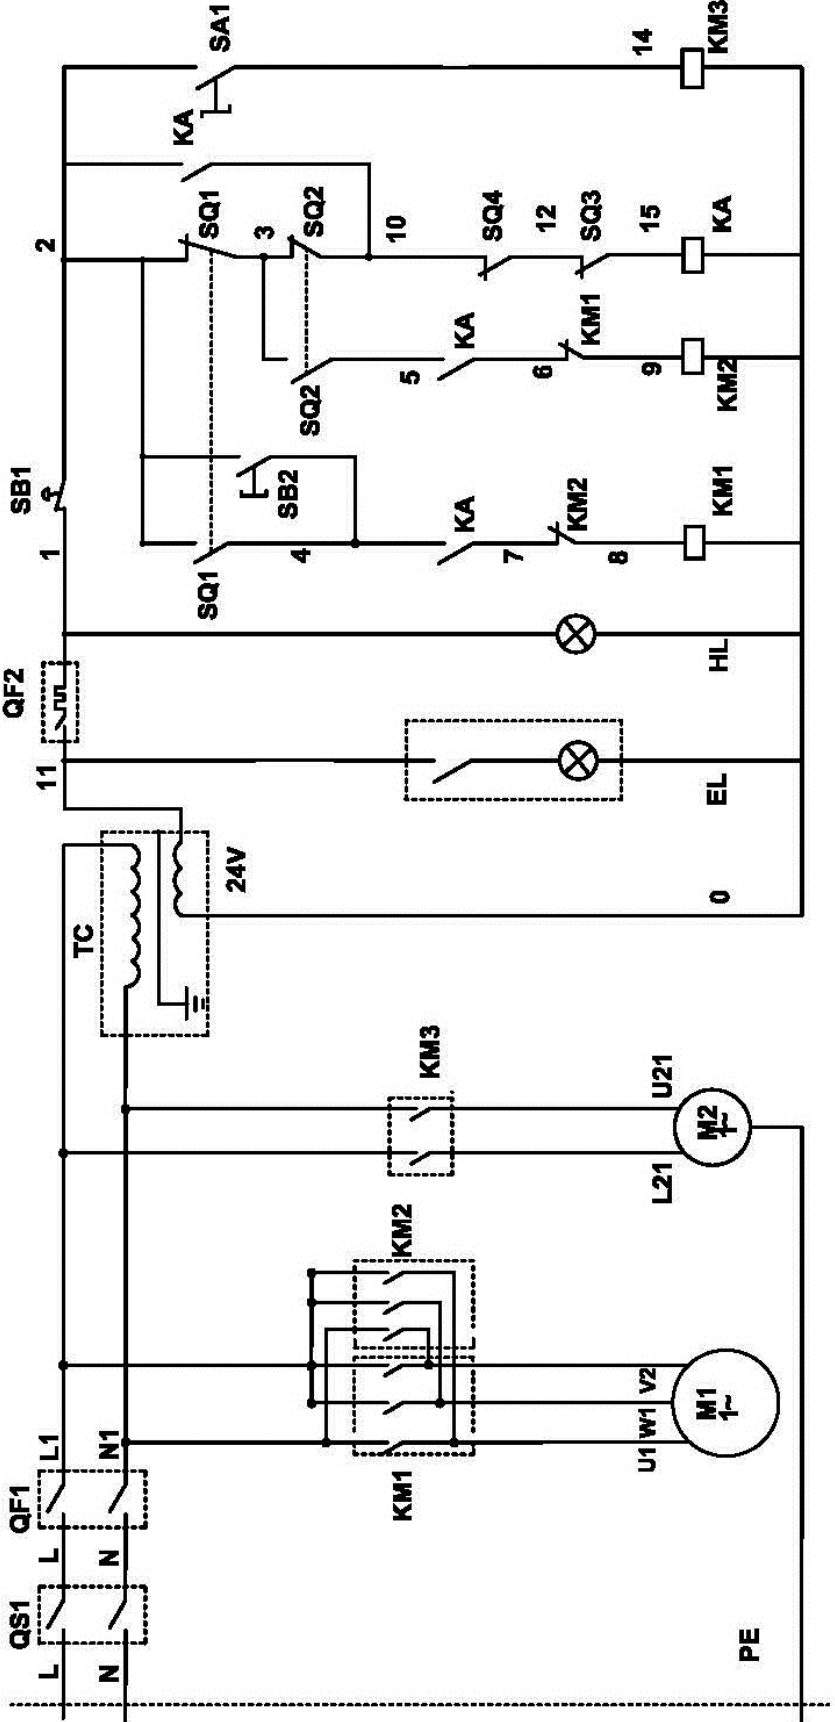 QS1
QF1
QF2
SB1
L
L
L1
11
1
2
TC
N
N
N1
24V
SQ1
SB2
SQ1
KA
SA1
SQ2
3
SQ2
4
KM1
KM2
KM3
5
10
KA
KA
SQ4
7
KM2
6
KM1
12
SQ3
8
9
15
14
U1
W1
V2
L21
U21
M1
1~
M2
1~
PE
0
EL
HL
KM1
KM2
KA
KM3